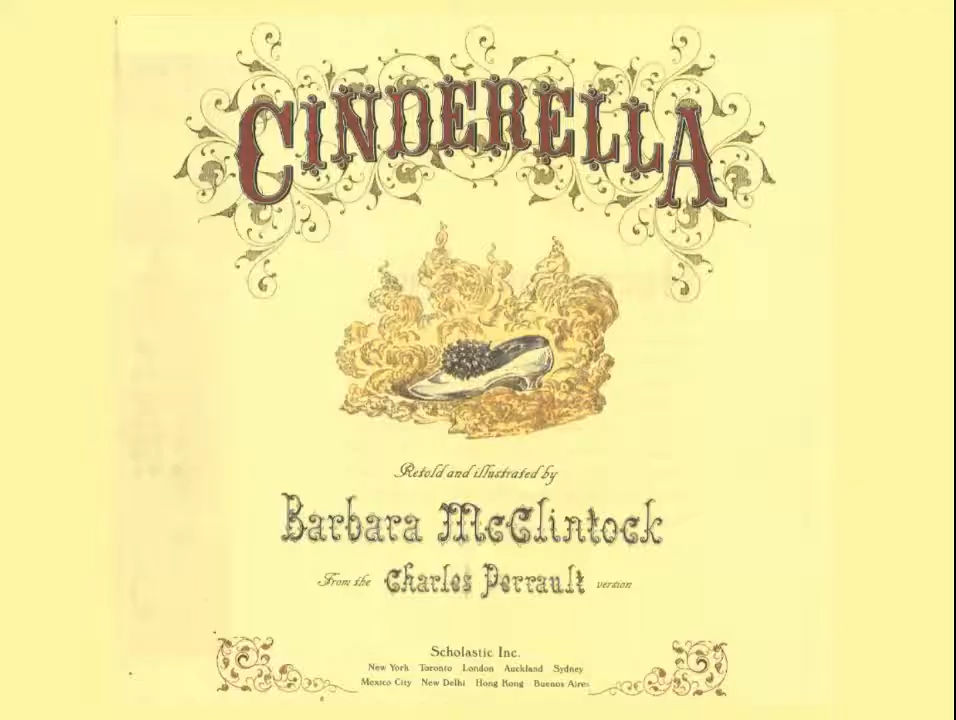 CINDERELLA
Retold and illustrated by
Barbara McClintock
From the Charles Perrault version
Scholastic Inc.
New York Toronto London Auckland Sydney
Mexico City New Delhi Hong Kong Buenos Aires